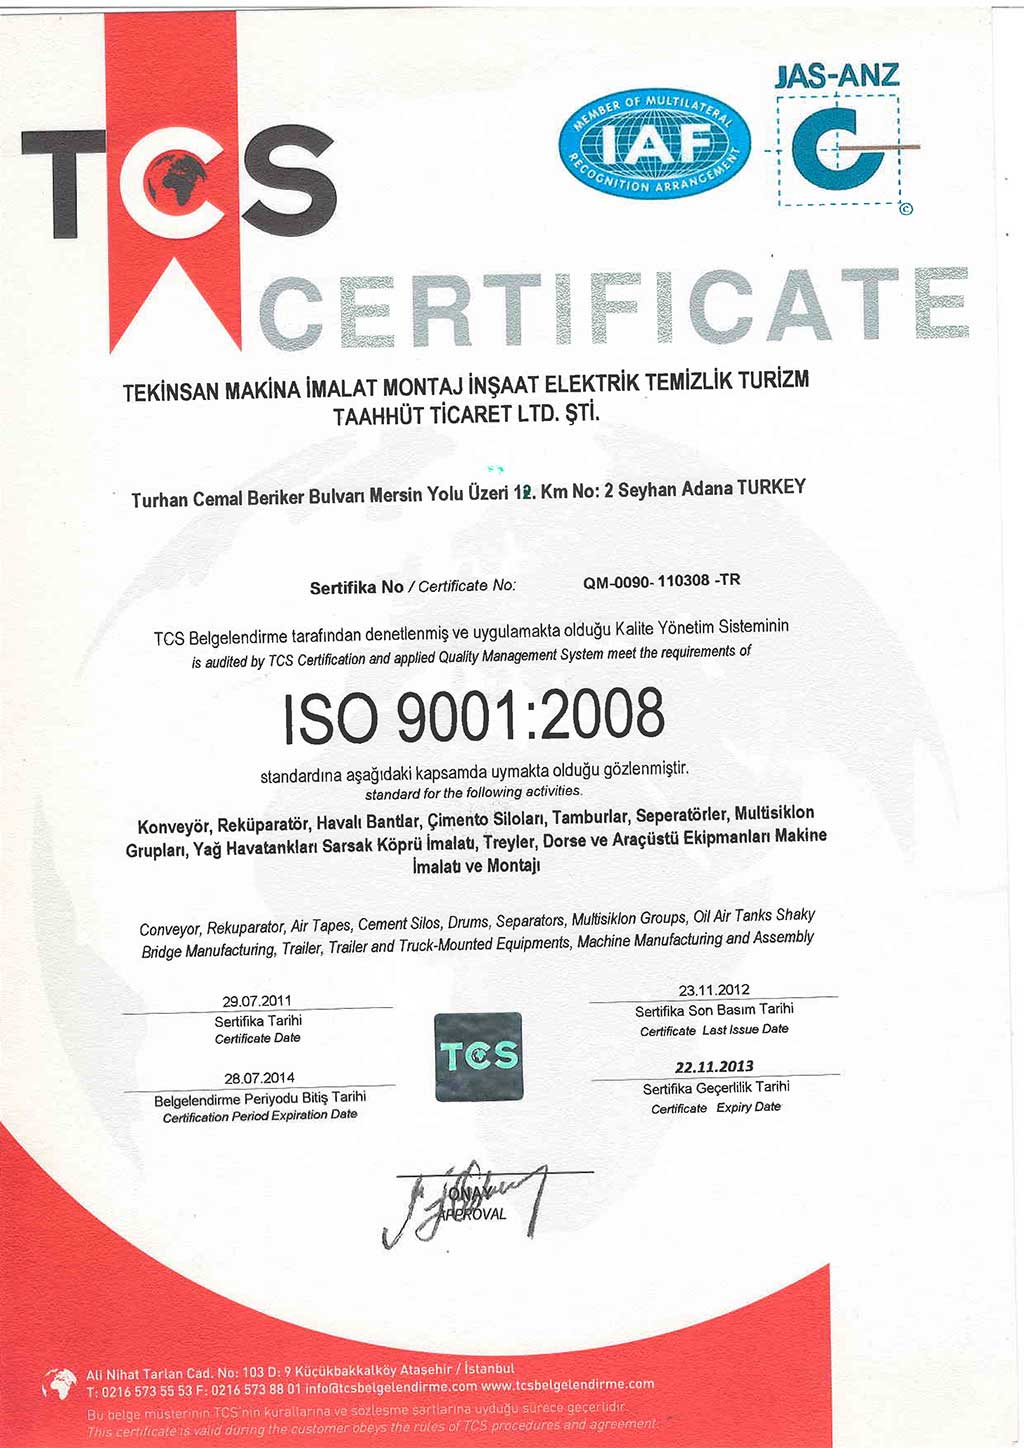 TCS
MEMBER OF MULTILATERAL
IAF
RECOGNITION ARRANGEMENT
JAS-ANZ
©
CERTIFICATE
TEKİNSAN MAKİNA İMALAT MONTAJ İNŞAAT ELEKTRİK TEMİZLİK TURİZM
TAAHHÜT TİCARET LTD. ŞTİ.
Turhan Cemal Beriker Bulvarı Mersin Yolu Üzeri 12. Km No: 2 Seyhan Adana TURKEY
Sertifika No / Certificate No: QM-0090- 110308 -TR
TCS Belgelendirme tarafından denetlenmiş ve uygulamakta olduğu Kalite Yönetim Sisteminin
is audited by TCS Certification and applied Quality Management System meet the requirements of
ISO 9001:2008
standardına aşağıdaki kapsamda uymakta olduğu gözlenmiştir.
standard for the following activities.
Konveyör, Reküparatör, Havalı Bantlar, Çimento Siloları, Tamburlar, Seperatörler, Multisiklon
Grupları, Yağ Havatankları Sarsak Köprü İmalatı, Treyler, Dorse ve Araçüstü Ekipmanları Makine
İmalatı ve Montajı
Conveyor, Rekuparator, Air Tapes, Cement Silos, Drums, Separators, Multisiklon Groups, Oil Air Tanks Shaky
Bridge Manufacturing, Trailer, Trailer and Truck-Mounted Equipments, Machine Manufacturing and Assembly
29.07.2011
Sertifika Tarihi
Certificate Date
28.07.2014
Belgelendirme Periyodu Bitiş Tarihi
Certification Period Expiration Date
TCS
23.11.2012
Sertifika Son Basım Tarihi
Certificate Last Issue Date
22.11.2013
Sertifika Geçerlilik Tarihi
Certificate Expiry Date
ONAY
APPROVAL
Ali Nihat Tarlan Cad. No: 103 D: 9 Küçükbakkalköy Ataşehir / İstanbul
T: 0216 573 55 53 F: 0216 573 88 01 info@tcsbelgelendirme.com www.tcsbelgelendirme.com
Bu belge müşterinin TCS'nin kurallarına ve sözleşme şartlarına uyduğu sürece geçerlidir.
This certificate is valid during the customer obeys the rules of TCS procedures and agreement.